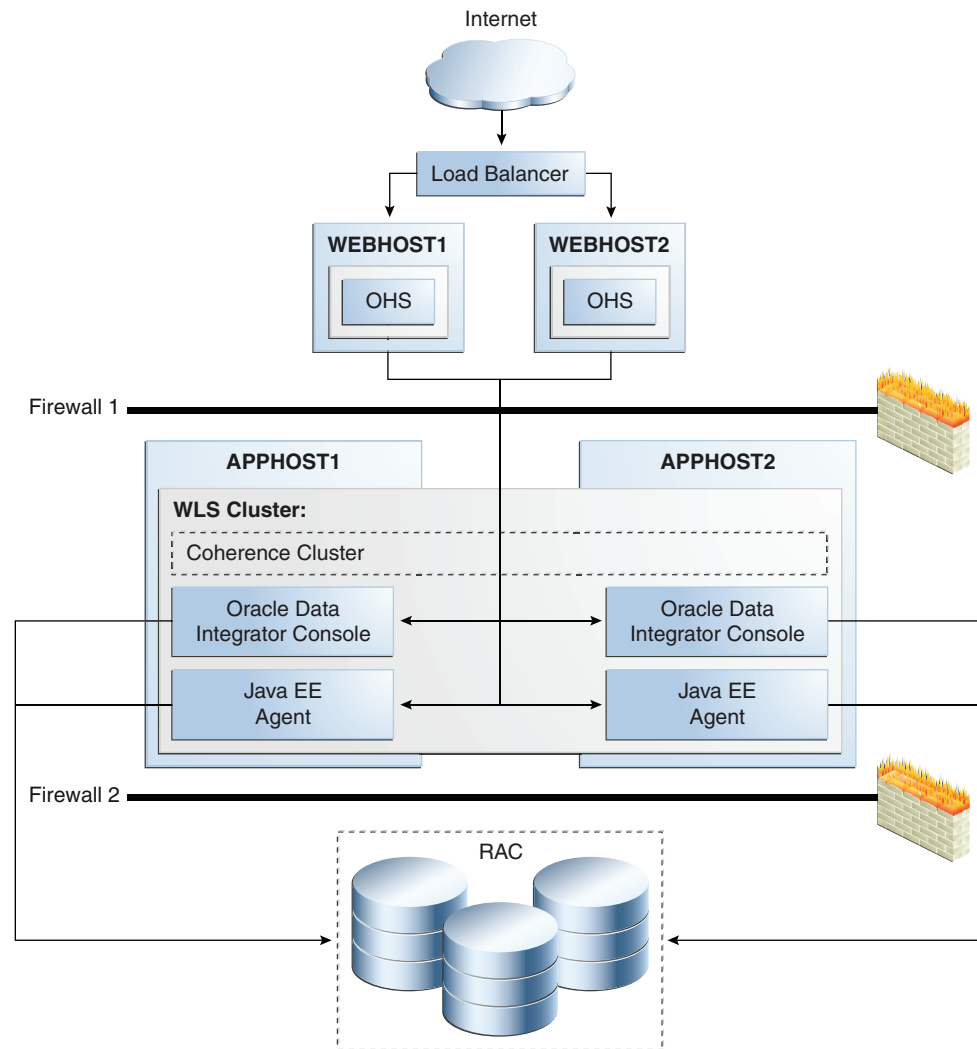 Internet
Load Balancer
WEBHOST1
WEBHOST2
OHS
OHS
Firewall 1
APPHOST1
APPHOST2
WLS Cluster:
Coherence Cluster
Oracle Data
Integrator Console
Oracle Data
Integrator Console
Java EE
Agent
Java EE
Agent
Firewall 2
RAC